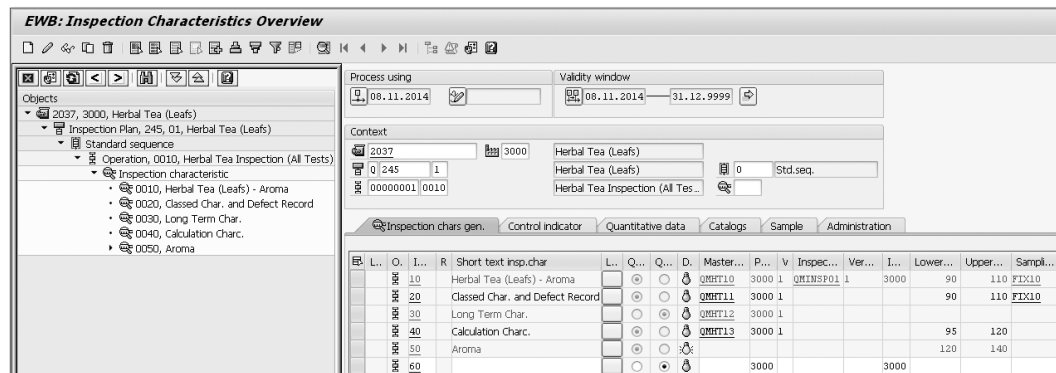 EWB: Inspection Characteristics Overview
Objects
2037, 3000, Herbal Tea (Leafs)
Inspection Plan, 245, 01, Herbal Tea (Leafs)
Standard sequence
Operation, 0010, Herbal Tea Inspection (All Tests)
Inspection characteristic
0010, Herbal Tea (Leafs) - Aroma
0020, Classed Char. and Defect Record
0030, Long Term Char.
0040, Calculation Charc.
0050, Aroma
Process using Validity window
08.11.2014 08.11.2014 31.12.9999
Context
2037 3000 Herbal Tea (Leafs)
Q 245 1 Herbal Tea (Leafs) 0 Std.seq.
00000001 0010 Herbal Tea Inspection (All Tes...
Inspection chars gen. Control indicator Quantitative data Catalogs Sample Administration
L... O. I... R Short text insp.char L... Q... Q... D. Master... P... V Inspec... Ver... I... Lower... Upper... Sampli
10 Herbal Tea (Leafs) - Aroma QMHT10 3000 1 QMINSP01 1 3000 90 110 FIX10
20 Classed Char. and Defect Record QMHT11 3000 1 90 110 FIX10
30 Long Term Char. QMHT12 3000 1
40 Calculation Charc. QMHT13 3000 1 95 120
50 Aroma 120 140
60 3000 3000